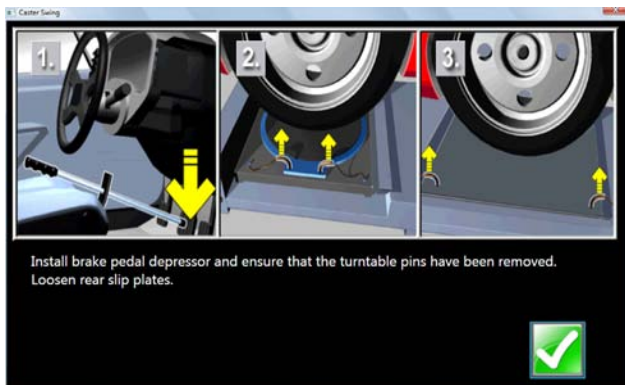 Caster Swing
1.
2.
3.
Install brake pedal depressor and ensure that the turntable pins have been removed.
Loosen rear slip plates.